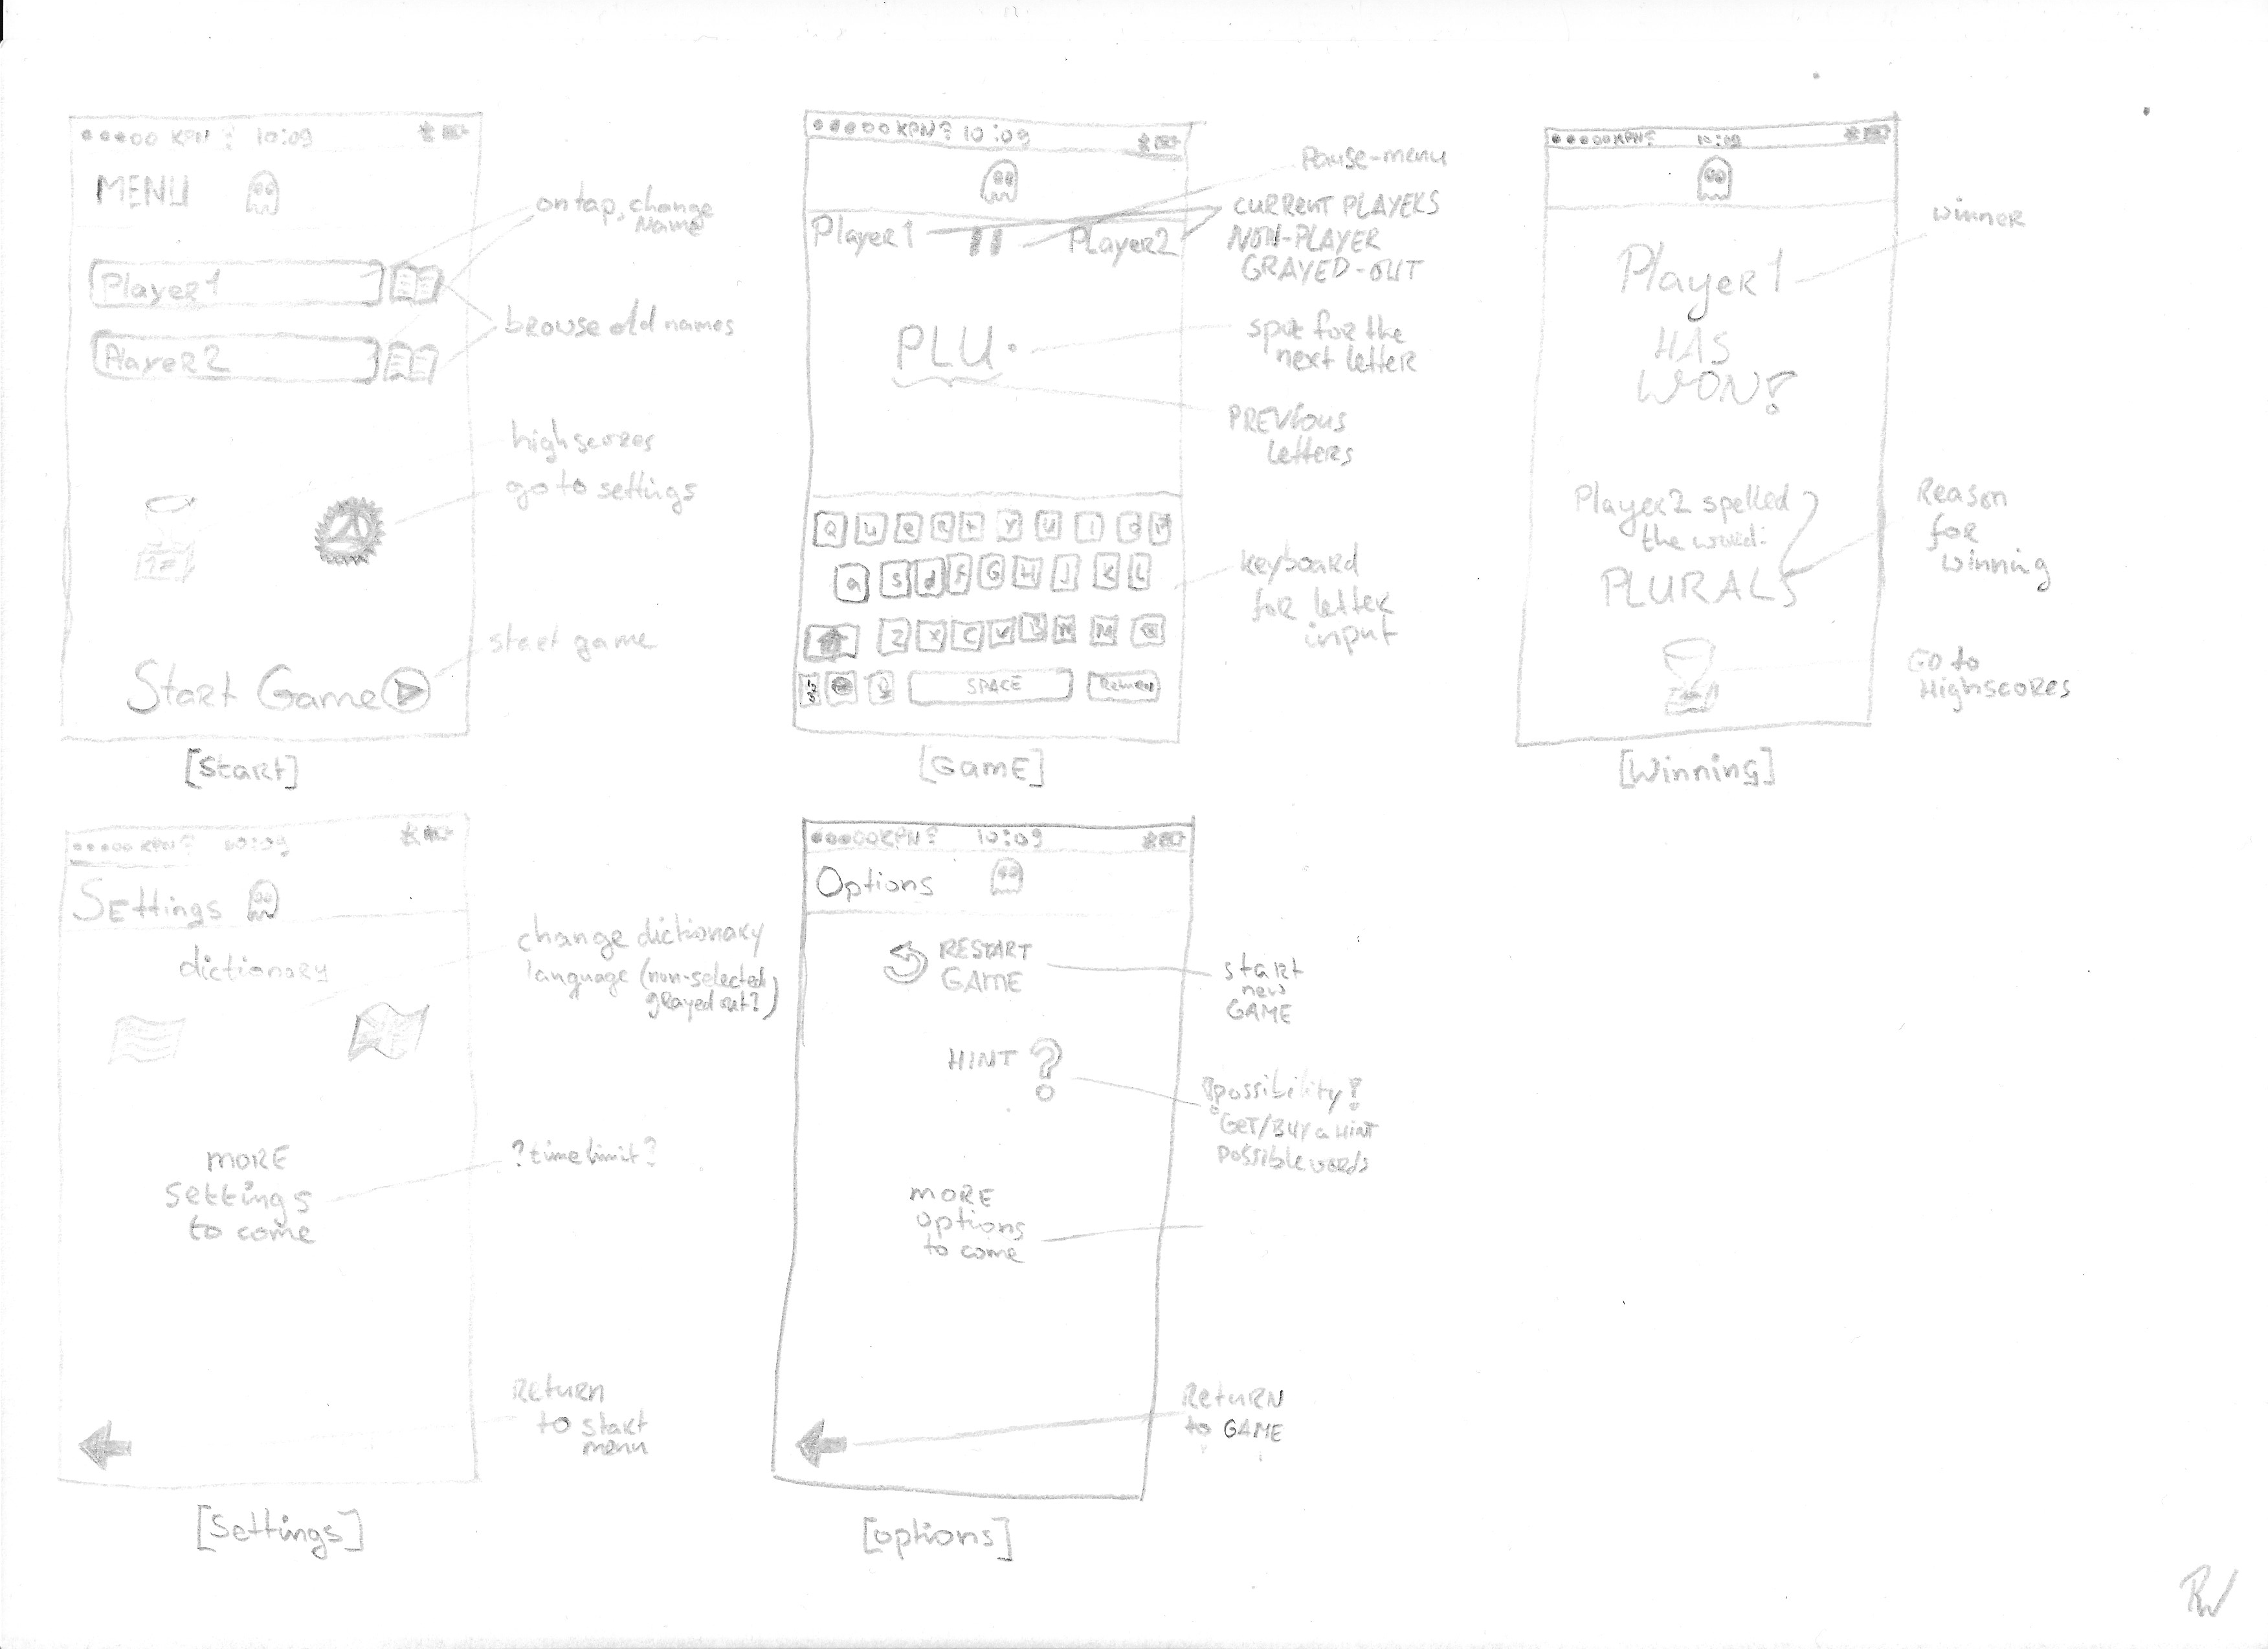 KPN 10:09
MENU
Player1
Player2
Start Game
on tap, change
Name
browse old names
highscores
go to settings
start game
[Start]
KPN 10:09
Player1
Player2
PLU.
Q W E R T Y U I O P
a S d F G H J K L
Z X C V B N M
SPACE
Return
Pause-menu
CURRENT PLAYERS
NON-PLAYER
GRAYED-OUT
spot for the
next letter
PREVIOUS
letters
keyboard
for letter
input
[GamE]
KPN 10:09
Player1
HAS
WON!
Player2 spelled
the word:
PLURALS
winner
Reason
for
winning
GO to
Highscores
[Winning]
KPN 10:09
SEttings
dictionary
MORE
settings
to come
change dictionary
language (non-selected
grayed out?)
?time limit?
Return
to start
menu
[Settings]
KPN 10:09
Options
RESTART
GAME
HINT ?
MORE
options
to come
start
new
GAME
?possibility?
GET/BUY a HINT
possible words
RETURN
to GAME
[options]
RW